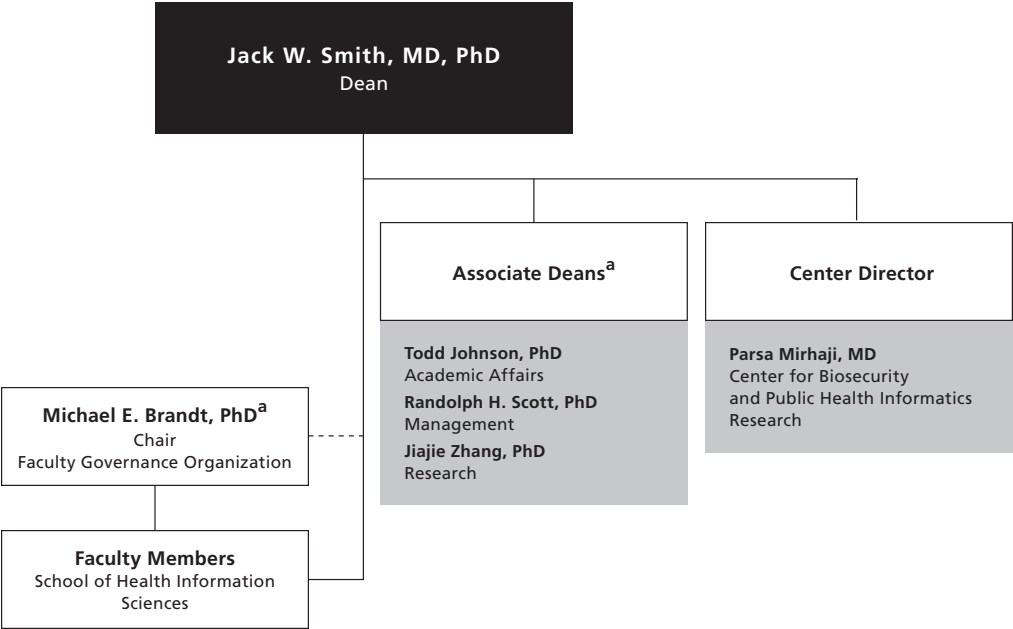 Jack W. Smith, MD, PhD
Dean
Associate Deansa
Center Director
Todd Johnson, PhD
Academic Affairs
Randolph H. Scott, PhD
Management
Jiajie Zhang, PhD
Research
Parsa Mirhaji, MD
Center for Biosecurity
and Public Health Informatics
Research
Michael E. Brandt, PhDa
Chair
Faculty Governance Organization
Faculty Members
School of Health Information
Sciences